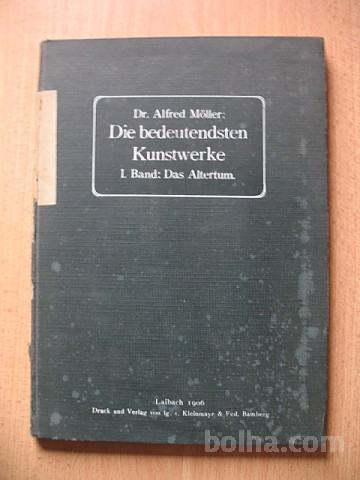 Dr. Alfred Möller:
Die bedeutendsten
Kunstwerke
I. Band: Das Altertum.
Laibach 1906
Druck und Verlag von Ig. v. Kleinmayr & Fed. Bamberg
bolha.com